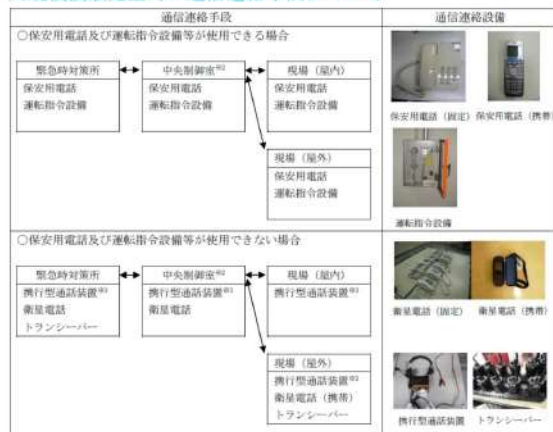 通信連絡手段
通信連絡設備
○保安用電話及び運転指令設備等が使用できる場合
緊急時対策所
保安用電話
運転指令設備
中央制御室※2
保安用電話
運転指令設備
現場（屋内）
保安用電話
運転指令設備
現場（屋外）
保安用電話
運転指令設備
保安用電話（固定）
保安用電話（携帯）
運転指令設備
○保安用電話及び運転指令設備等が使用できない場合
緊急時対策所
携行型通話装置
衛星電話
トランシーバー
中央制御室※2
携行型通話装置
衛星電話
現場（屋内）
携行型通話装置
現場（屋外）
携行型通話装置
衛星電話（携帯）
トランシーバー
衛星電話（固定）
衛星電話（携帯）
携行型通話装置
トランシーバー